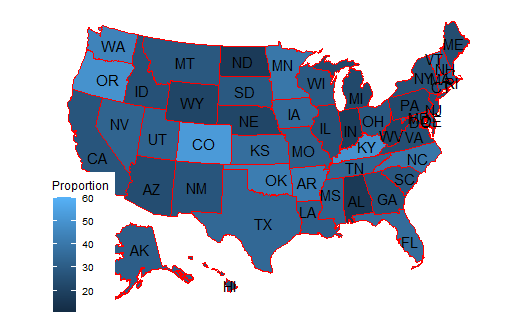 WA
ME
MT
ND
VT
MN
NH
OR
WI
NY
MA
ID
SD
MI
CT
RI
WY
PA
NJ
IA
NE
OH
NV
IL
IN
MD
DC
DE
UT
CO
WV
VA
KS
MO
KY
CA
NC
TN
OK
AR
SC
AZ
NM
MS
AL
GA
LA
TX
FL
AK
HI
Proportion
60
50
40
30
20